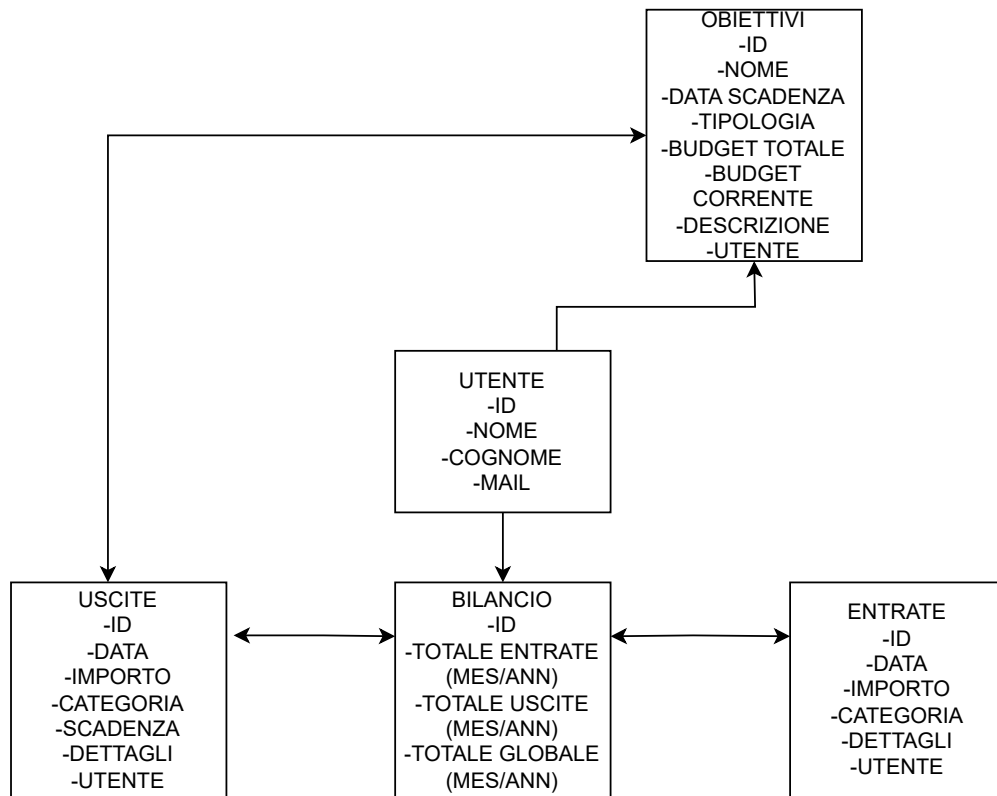 OBIETTIVI
-ID
-NOME
-DATA SCADENZA
-TIPOLOGIA
-BUDGET TOTALE
-BUDGET
CORRENTE
-DESCRIZIONE
-UTENTE
UTENTE
-ID
-NOME
-COGNOME
-MAIL
USCITE
-ID
-DATA
-IMPORTO
-CATEGORIA
-SCADENZA
-DETTAGLI
-UTENTE
BILANCIO
-ID
-TOTALE ENTRATE
(MES/ANN)
-TOTALE USCITE
(MES/ANN)
-TOTALE GLOBALE
(MES/ANN)
ENTRATE
-ID
-DATA
-IMPORTO
-CATEGORIA
-DETTAGLI
-UTENTE